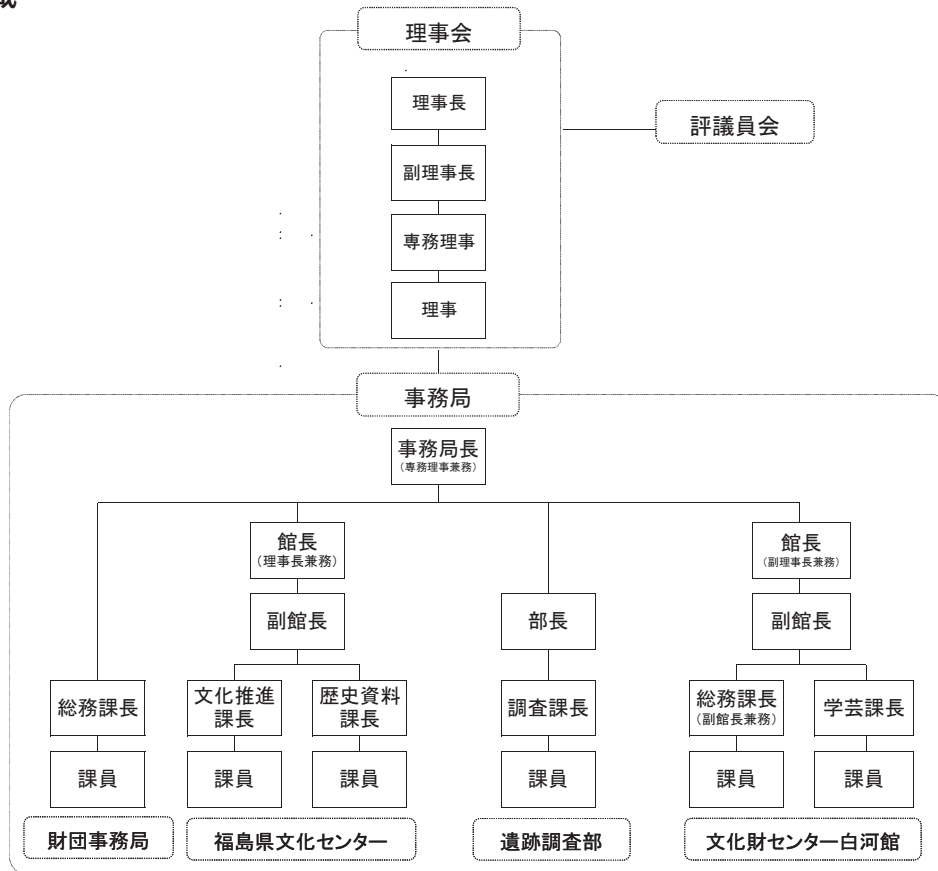 理事会
理事長
評議員会
副理事長
専務理事
理事
事務局
事務局長
(専務理事兼務)
館長
(理事長兼務)
館長
(副理事長兼務)
副館長
部長
副館長
総務課長
文化推進
課長
歴史資料
課長
調査課長
総務課長
(副館長兼務)
学芸課長
課員
課員
課員
課員
課員
課員
財団事務局
福島県文化センター
遺跡調査部
文化財センター白河館